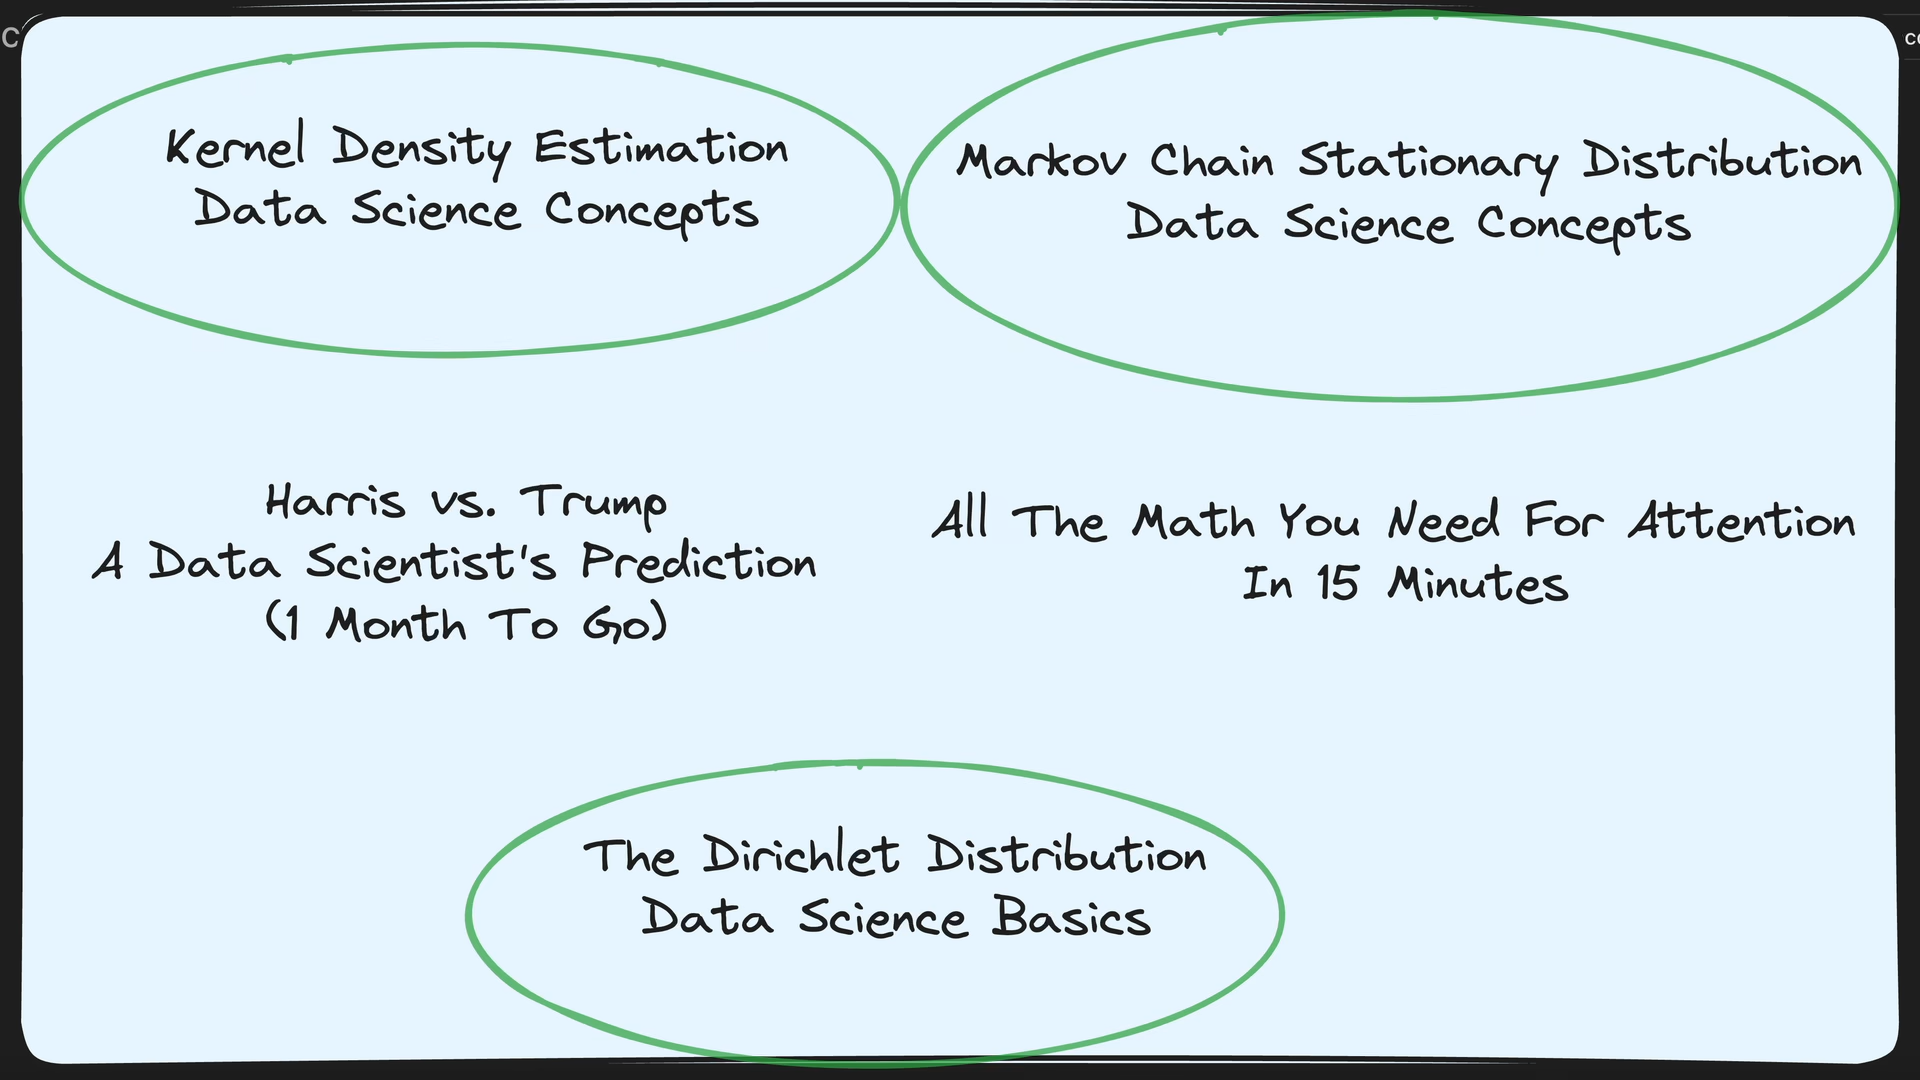 Kernel Density Estimation
Data Science Concepts
Markov Chain Stationary Distribution
Data Science Concepts
Harris vs. Trump
A Data Scientist's Prediction
(1 Month To Go)
All The Math You Need For Attention
In 15 Minutes
The Dirichlet Distribution
Data Science Basics